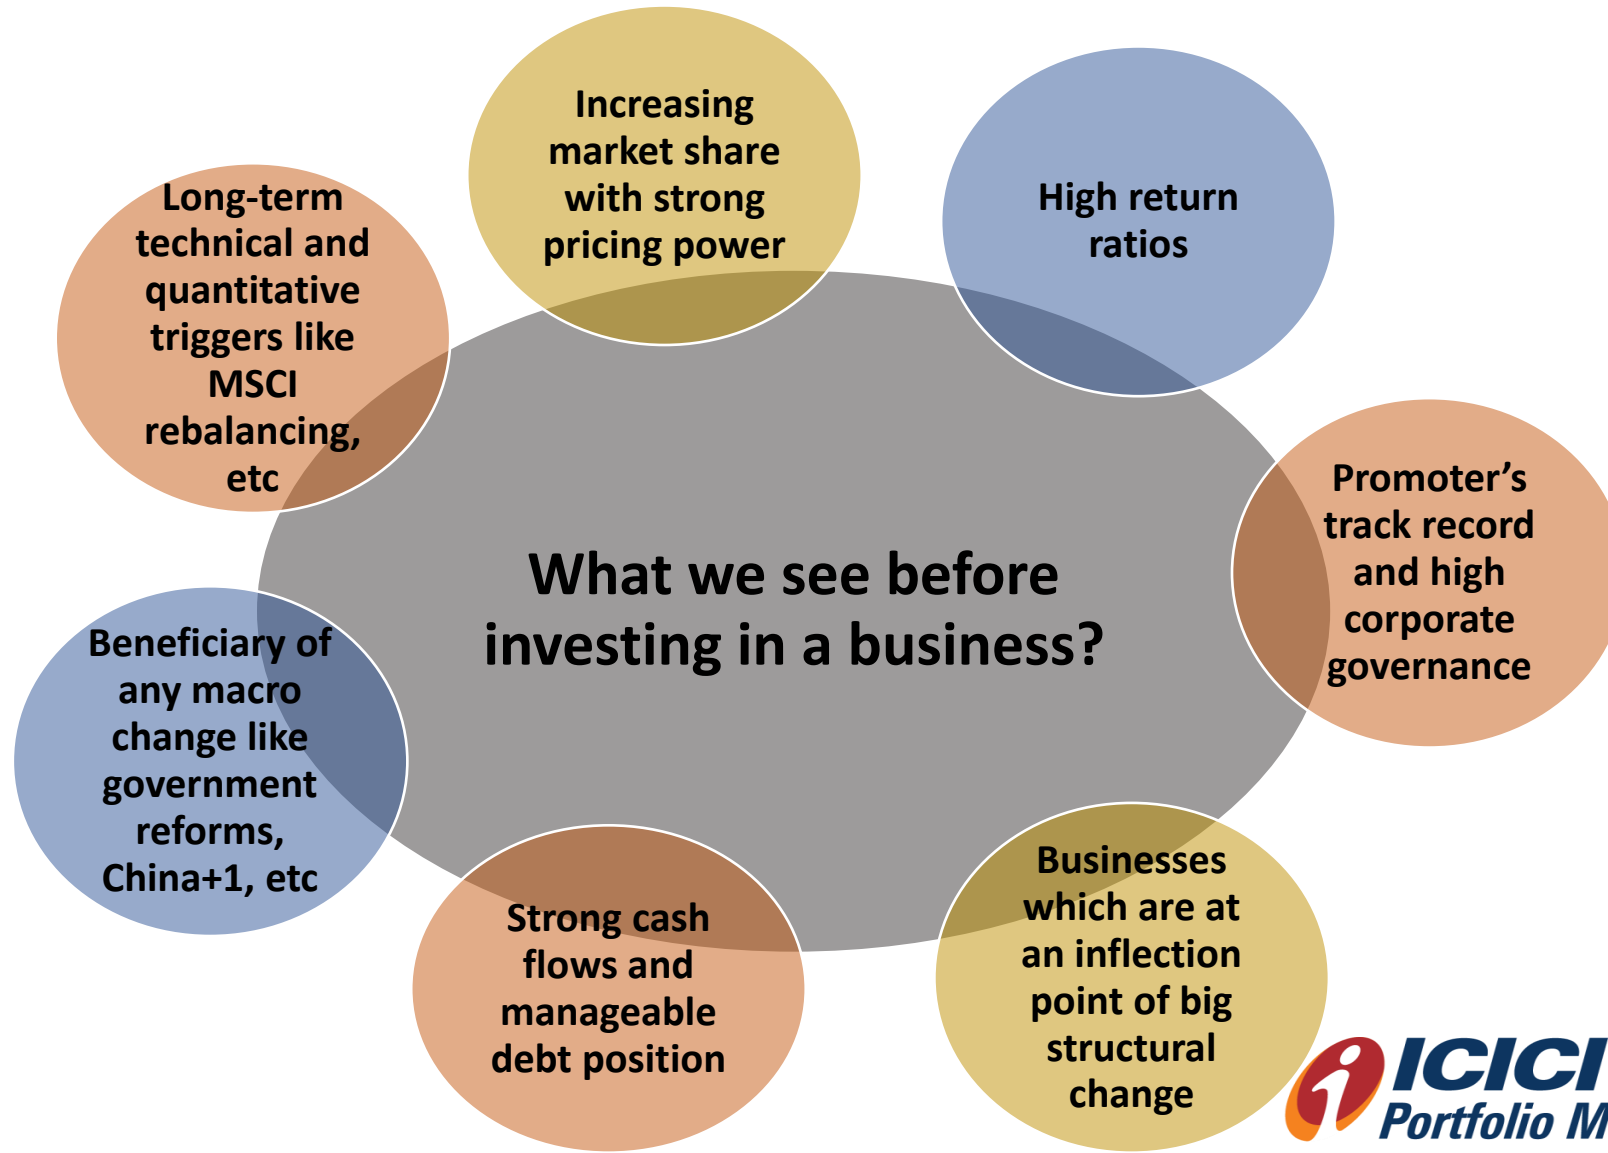 Increasing
market share
with strong
pricing power
High return
ratios
Long-term
technical and
quantitative
triggers like
MSCI
rebalancing,
etc
Promoter’s
track record
and high
corporate
governance
What we see before
investing in a business?
Beneficiary of
any macro
change like
government
reforms,
China+1, etc
Businesses
which are at
an inflection
point of big
structural
change
Strong cash
flows and
manageable
debt position
ICICI
Portfolio M